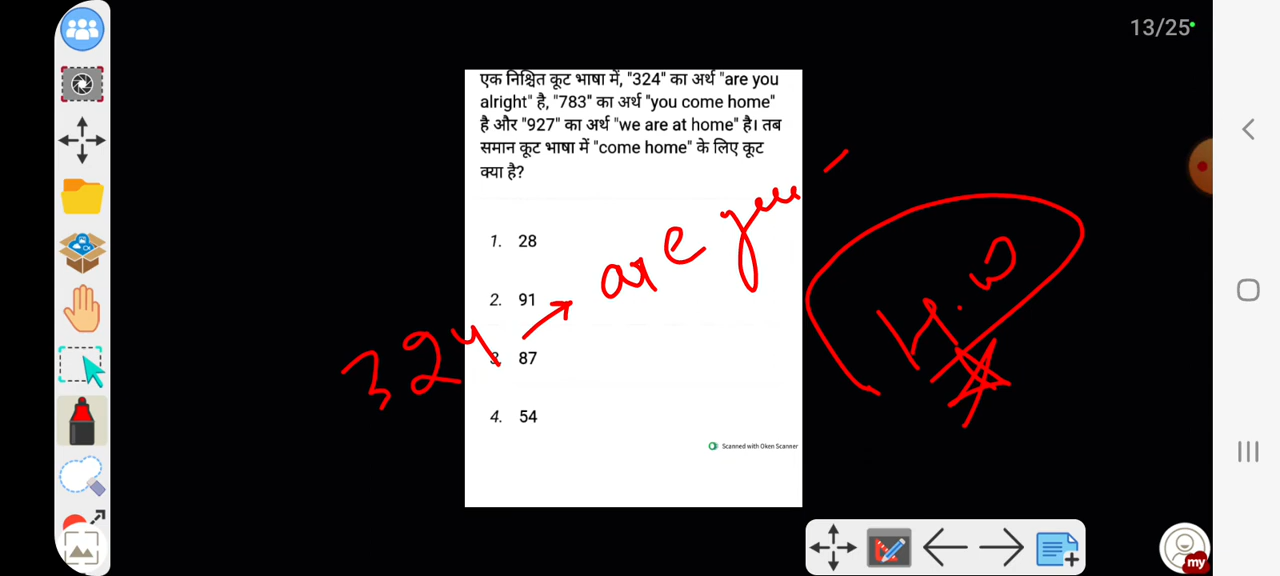 13/25
एक निश्चित कूट भाषा में, "324" का अर्थ "are you
alright" है, "783" का अर्थ "you come home"
है और "927" का अर्थ "we are at home" है। तब
समान कूट भाषा में "come home" के लिए कूट
क्या है?
1. 28
2. 91
3. 87
4. 54
324 → are you
H.W
Scanned with Oken Scanner
my